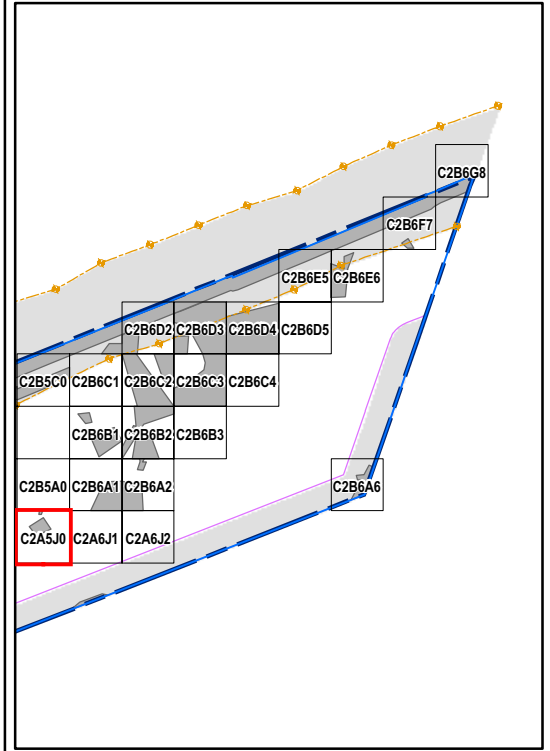 C2B6G8
C2B6F7
C2B6E5 C2B6E6
C2B6D2 C2B6D3 C2B6D4 C2B6D5
C2B5C0 C2B6C1 C2B6C2 C2B6C3 C2B6C4
C2B6B1 C2B6B2 C2B6B3
C2B5A0 C2B6A1 C2B6A2 C2B6A6
C2A5J0 C2A6J1 C2A6J2